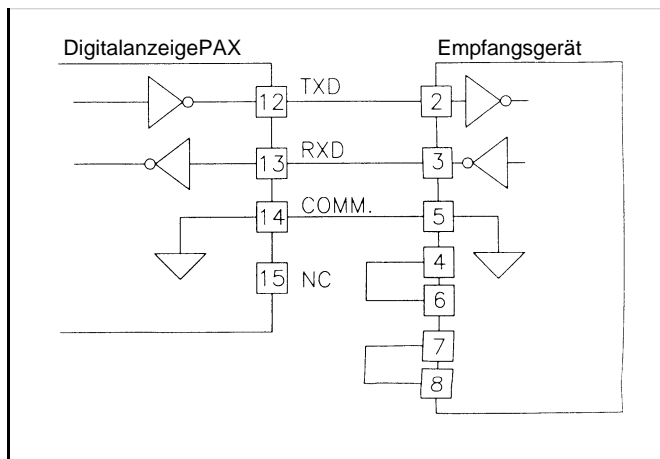 DigitalanzeigePAX Empfangsgerät
12 TXD 2
13 RXD 3
14 COMM. 5
4
15 NC
6
7
8